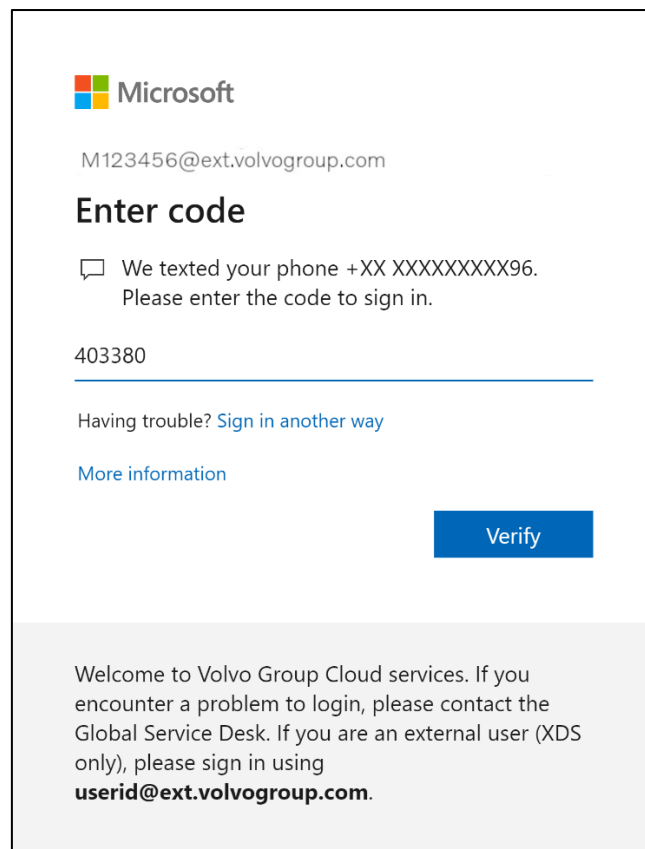 Microsoft
M123456@ext.volvogroup.com
Enter code
We texted your phone +XX XXXXXXXXX96.
Please enter the code to sign in.
403380
Having trouble? Sign in another way
More information
Verify
Welcome to Volvo Group Cloud services. If you
encounter a problem to login, please contact the
Global Service Desk. If you are an external user (XDS
only), please sign in using
userid@ext.volvogroup.com.